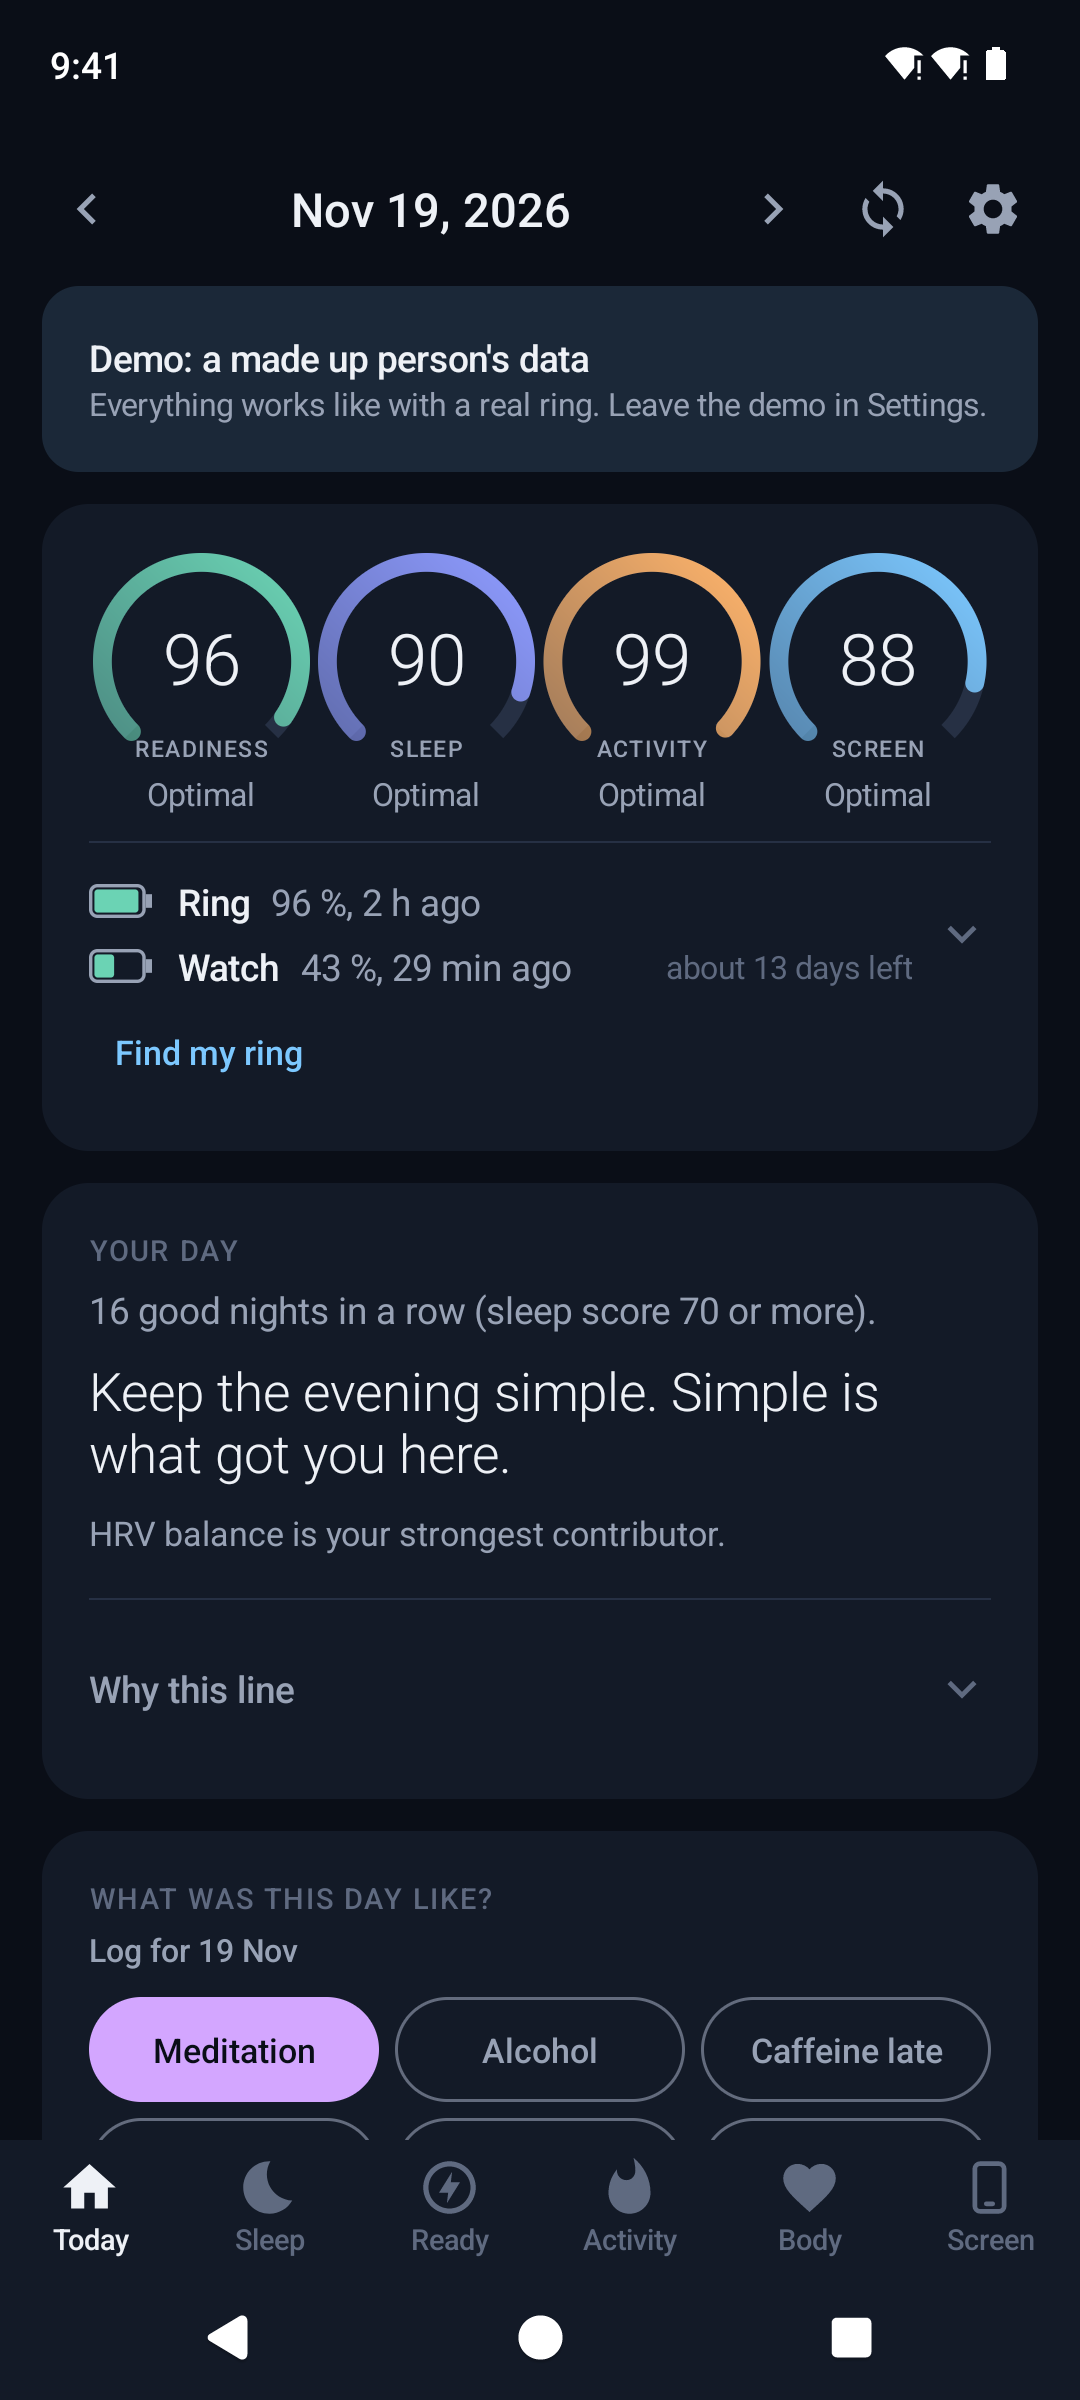 9:41
Nov 19, 2026
Demo: a made up person's data
Everything works like with a real ring. Leave the demo in Settings.
96 90 99 88
READINESS SLEEP ACTIVITY SCREEN
Optimal Optimal Optimal Optimal
Ring 96 %, 2 h ago
Watch 43 %, 29 min ago about 13 days left
Find my ring
YOUR DAY
16 good nights in a row (sleep score 70 or more).
Keep the evening simple. Simple is
what got you here.
HRV balance is your strongest contributor.
Why this line
WHAT WAS THIS DAY LIKE?
Log for 19 Nov
Meditation Alcohol Caffeine late
Today Sleep Ready Activity Body Screen